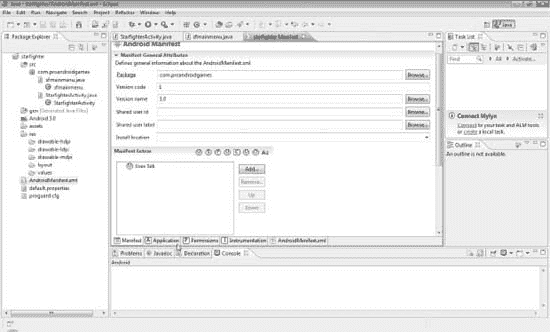 Java - starfighter/AndroidManifest.xml - Eclipse
File Edit Run Navigate Search Project Refactor Window Help
Java
Package Explorer
starfighter
src
com.proandroidgames
sfmainmenu.java
sfmainmenu
StarfighterActivity.java
StarfighterActivity
gen [Generated Java Files]
Android 3.0
assets
res
drawable-hdpi
drawable-ldpi
drawable-mdpi
layout
values
AndroidManifest.xml
default.properties
proguard.cfg
StarfighterActivity.java
sfmainmenu.java
starfighter Manifest
Android Manifest
Manifest General Attributes
Defines general information about the AndroidManifest.xml
Package com.proandroidgames Browse...
Version code 1
Version name 1.0 Browse...
Shared user id Browse...
Shared user label Browse...
Install location
Manifest Extras
Az
Uses Sdk
Add...
Remove...
Up
Down
Manifest
Application
Permissions
Instrumentation
AndroidManifest.xml
Problems
Javadoc
Declaration
Console
Android
Task List
Find All Activate...
Connect Mylyn
Connect to your task and ALM tools or create a local task.
Outline
An outline is not available.